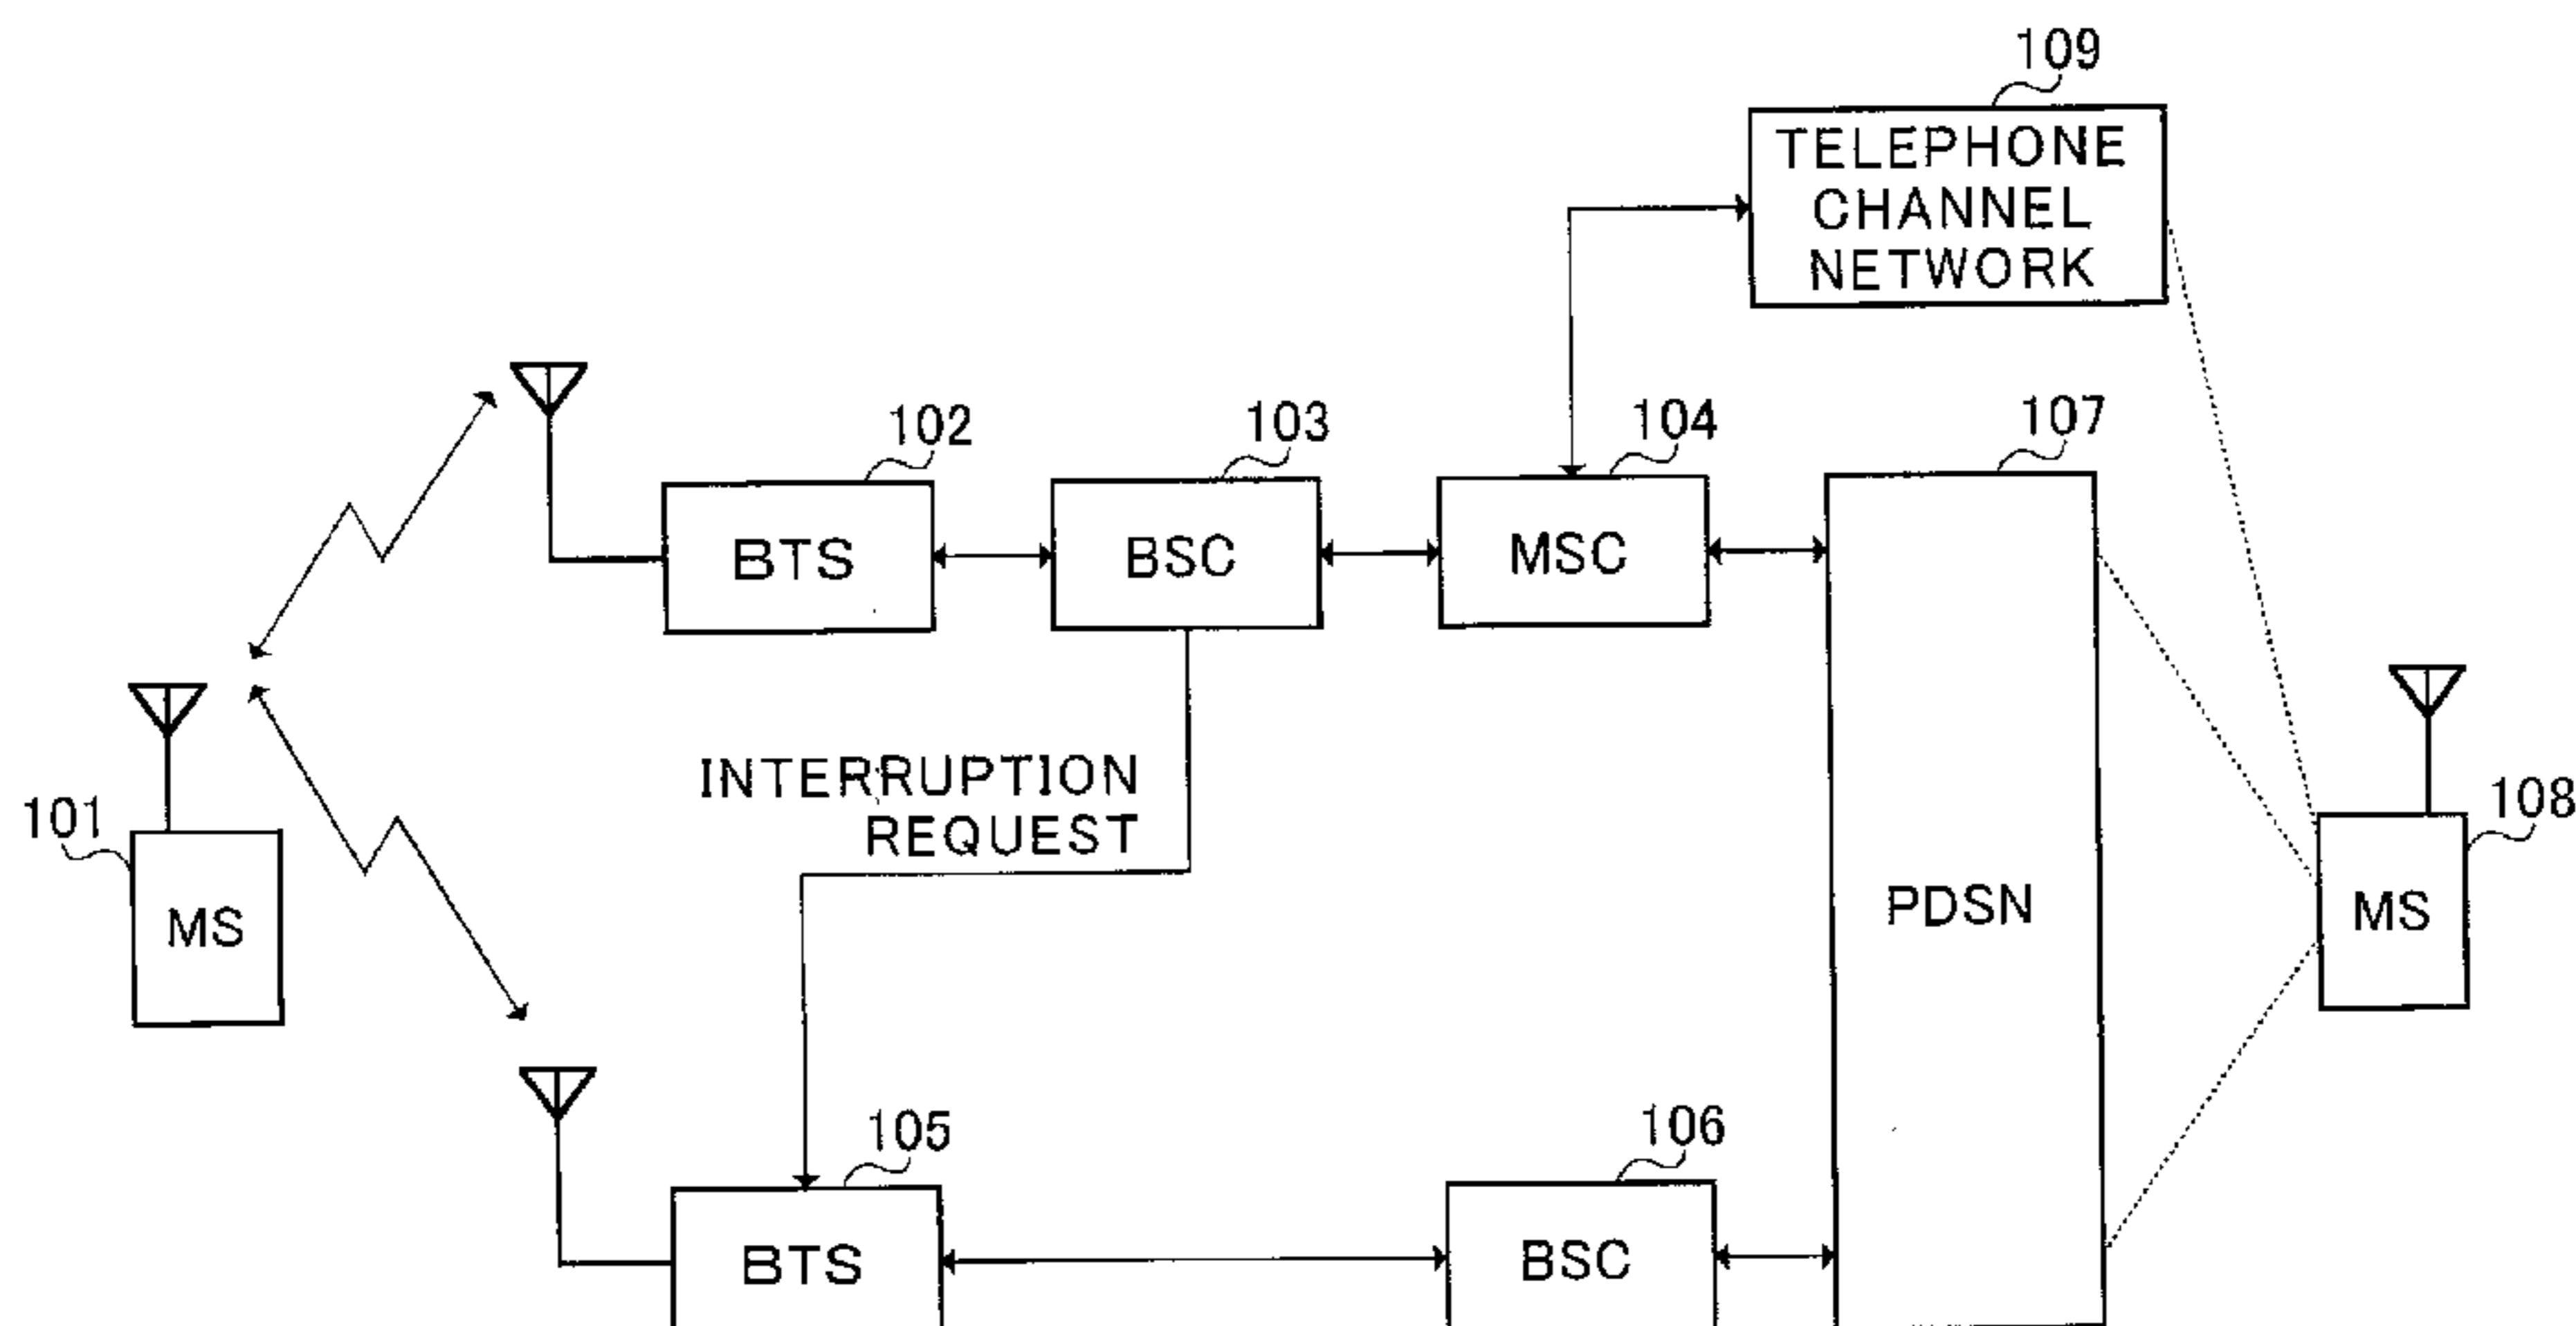 109
TELEPHONE
CHANNEL
NETWORK
102
103
104
107
BTS
BSC
MSC
INTERRUPTION
REQUEST
101
108
MS
PDSN
MS
105
106
BTS
BSC